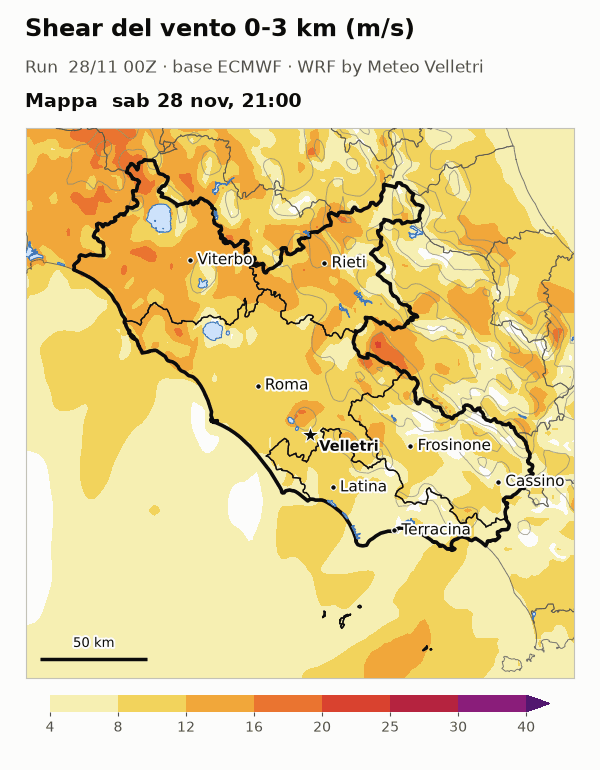 Shear del vento 0-3 km (m/s)
Run  28/11 00Z · base ECMWF · WRF by Meteo Velletri
Mappa  sab 28 nov, 21:00
Viterbo
Rieti
Roma
Velletri
Frosinone
Latina
Cassino
Terracina
50 km
4 8 12 16 20 25 30 40